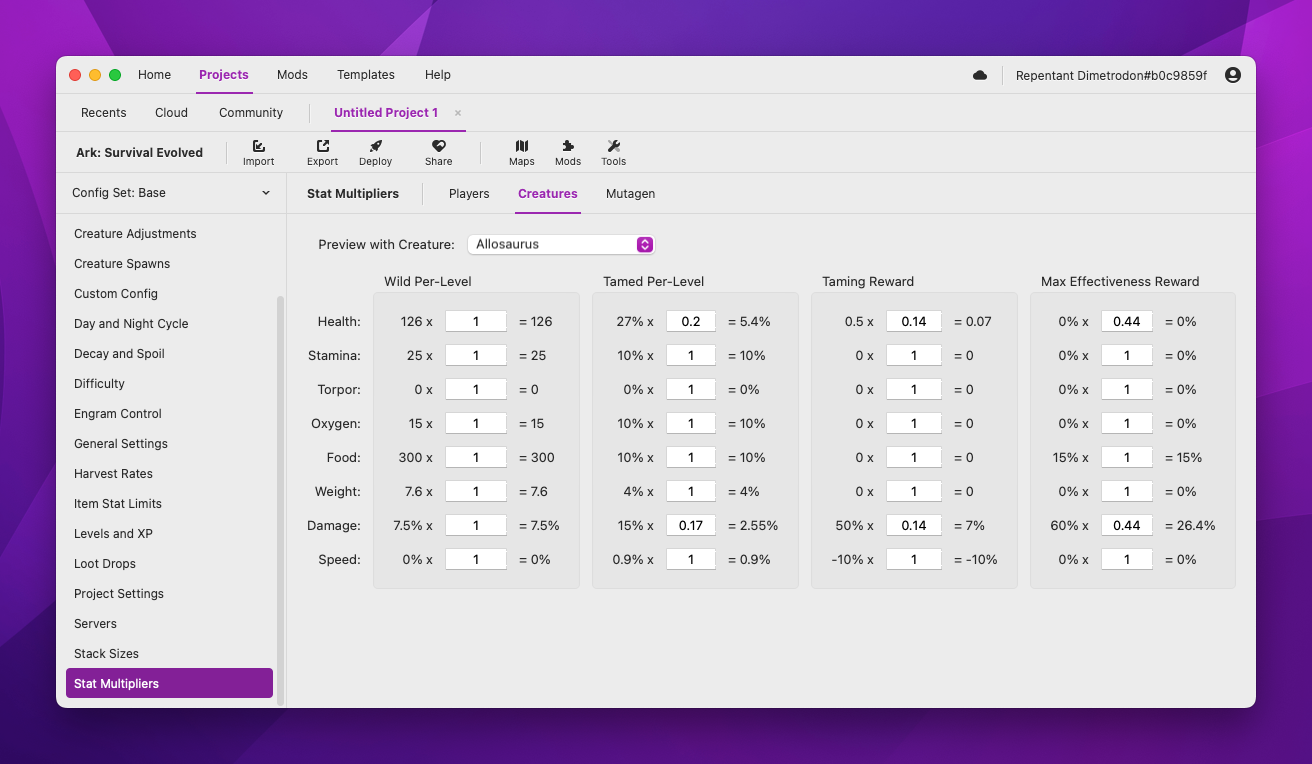 Home Projects Mods Templates Help Repentant Dimetrodon#b0c9859f
Recents Cloud Community Untitled Project 1 ×
Ark: Survival Evolved Import Export Deploy Share Maps Mods Tools
Config Set: Base
Creature Adjustments
Creature Spawns
Custom Config
Day and Night Cycle
Decay and Spoil
Difficulty
Engram Control
General Settings
Harvest Rates
Item Stat Limits
Levels and XP
Loot Drops
Project Settings
Servers
Stack Sizes
Stat Multipliers
Stat Multipliers Players Creatures Mutagen
Preview with Creature: Allosaurus
Wild Per-Level Tamed Per-Level Taming Reward Max Effectiveness Reward
Health: 126 x 1 = 126 27% x 0.2 = 5.4% 0.5 x 0.14 = 0.07 0% x 0.44 = 0%
Stamina: 25 x 1 = 25 10% x 1 = 10% 0 x 1 = 0 0% x 1 = 0%
Torpor: 0 x 1 = 0 0% x 1 = 0% 0 x 1 = 0 0% x 1 = 0%
Oxygen: 15 x 1 = 15 10% x 1 = 10% 0 x 1 = 0 0% x 1 = 0%
Food: 300 x 1 = 300 10% x 1 = 10% 0 x 1 = 0 15% x 1 = 15%
Weight: 7.6 x 1 = 7.6 4% x 1 = 4% 0 x 1 = 0 0% x 1 = 0%
Damage: 7.5% x 1 = 7.5% 15% x 0.17 = 2.55% 50% x 0.14 = 7% 60% x 0.44 = 26.4%
Speed: 0% x 1 = 0% 0.9% x 1 = 0.9% -10% x 1 = -10% 0% x 1 = 0%